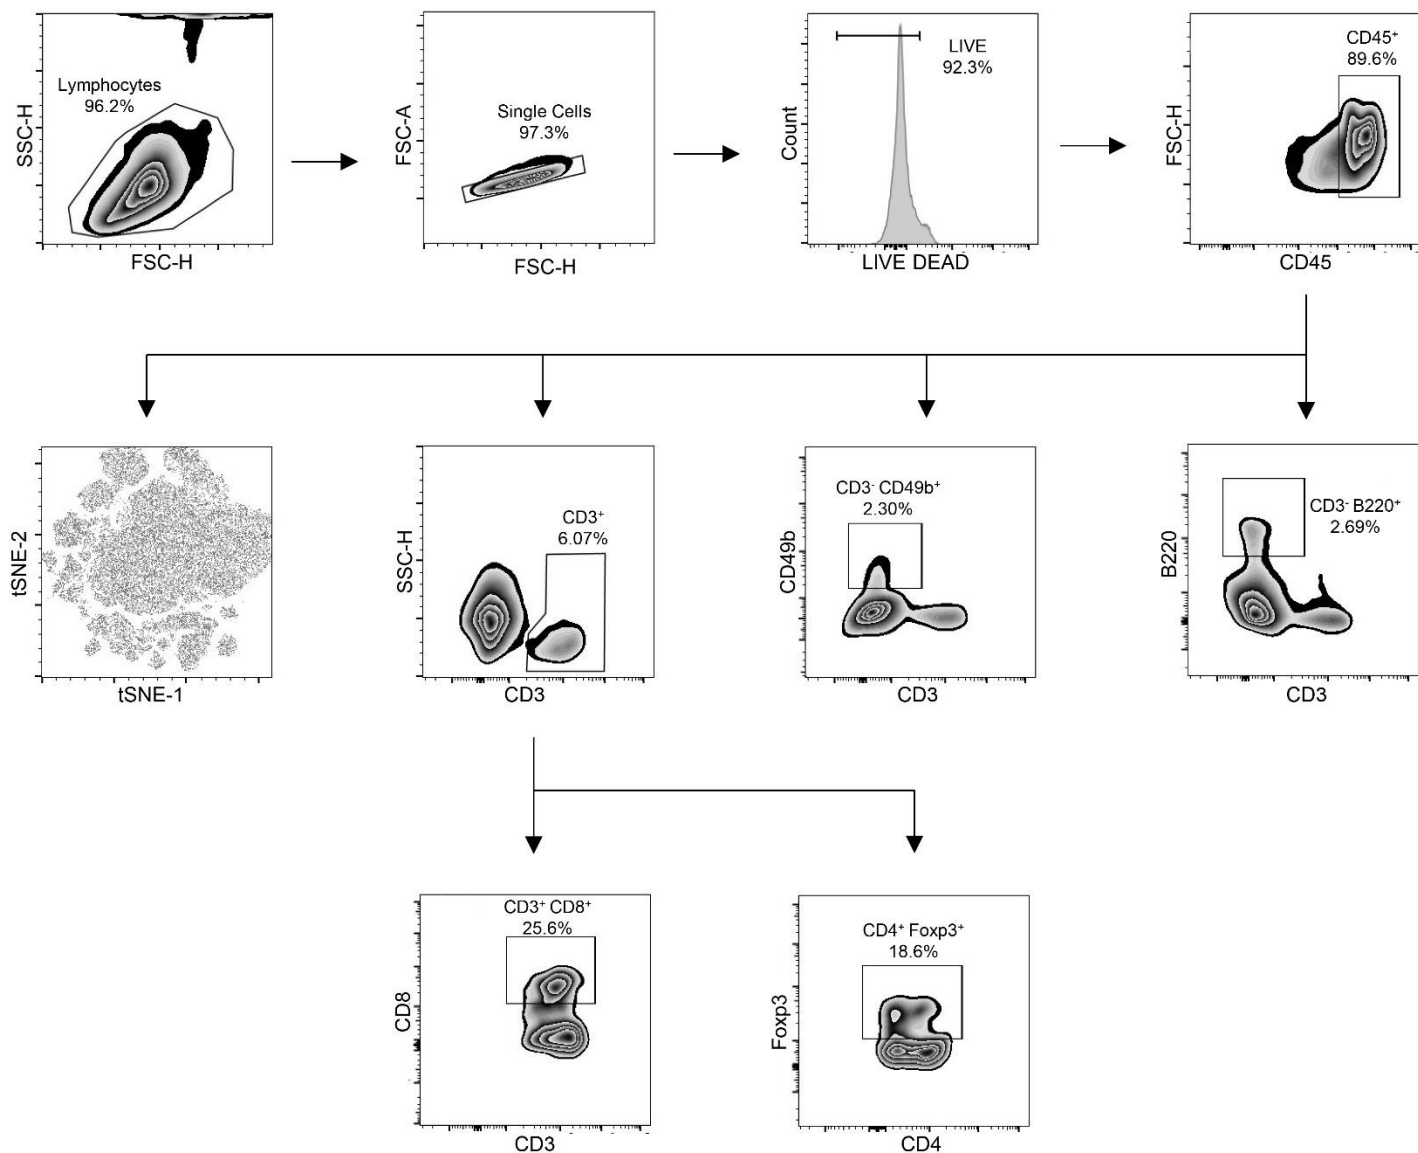 Lymphocytes
96.2%
SSC-H
FSC-H
Single Cells
97.3%
FSC-A
FSC-H
LIVE
92.3%
Count
LIVE DEAD
CD45⁺
89.6%
FSC-H
CD45
tSNE-2
tSNE-1
CD3⁺
6.07%
SSC-H
CD3
CD3⁻ CD49b⁺
2.30%
CD49b
CD3
CD3⁻ B220⁺
2.69%
B220
CD3
CD3⁺ CD8⁺
25.6%
CD8
CD3
CD4⁺ Foxp3⁺
18.6%
Foxp3
CD4